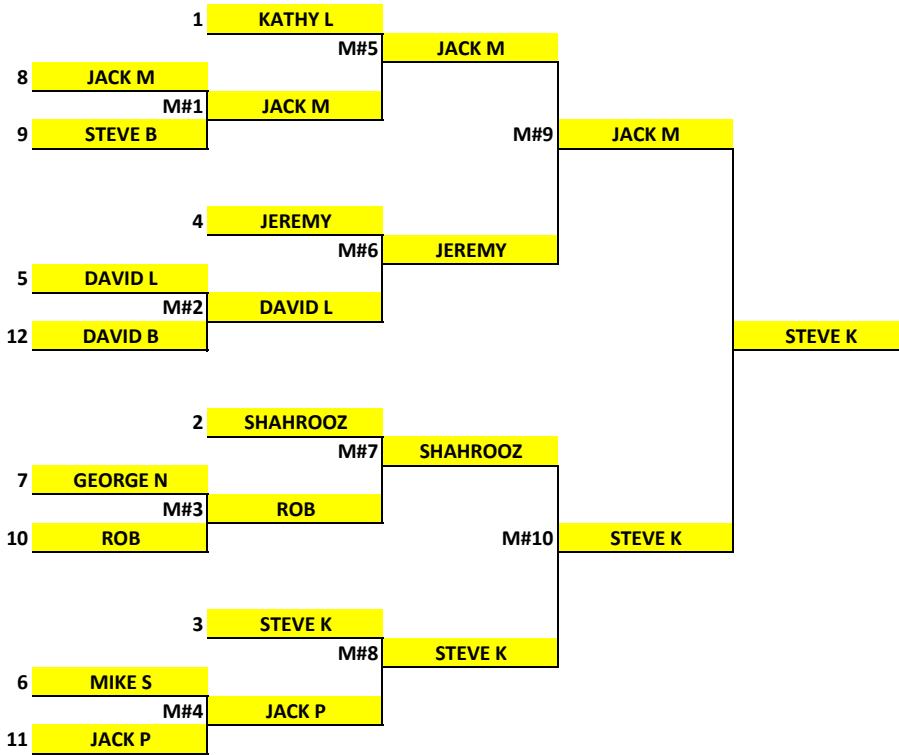 1 KATHY L
M#5 JACK M
8 JACK M
M#1 JACK M
9 STEVE B M#9 JACK M
4 JEREMY
M#6 JEREMY
5 DAVID L
M#2 DAVID L
12 DAVID B STEVE K
2 SHAHROOZ
M#7 SHAHROOZ
7 GEORGE N
M#3 ROB
10 ROB M#10 STEVE K
3 STEVE K
M#8 STEVE K
6 MIKE S
M#4 JACK P
11 JACK P